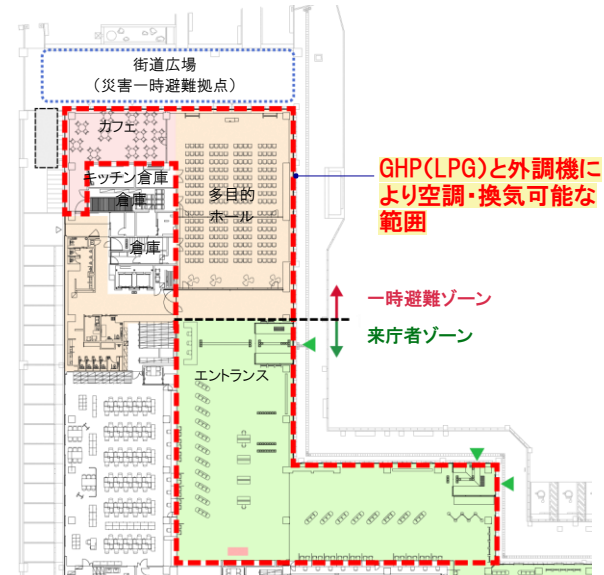 街道広場
（災害一時避難拠点）
カフェ
キッチン倉庫
倉庫
多目的
ホール
倉庫
GHP(LPG)と外調機に
より空調・換気可能な
範囲
一時避難ゾーン
来庁者ゾーン
エントランス